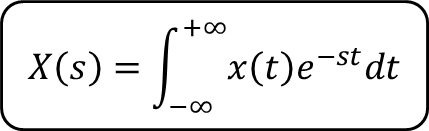 X(s) = ∫_{−∞}^{+∞} x(t)e^{−st}dt